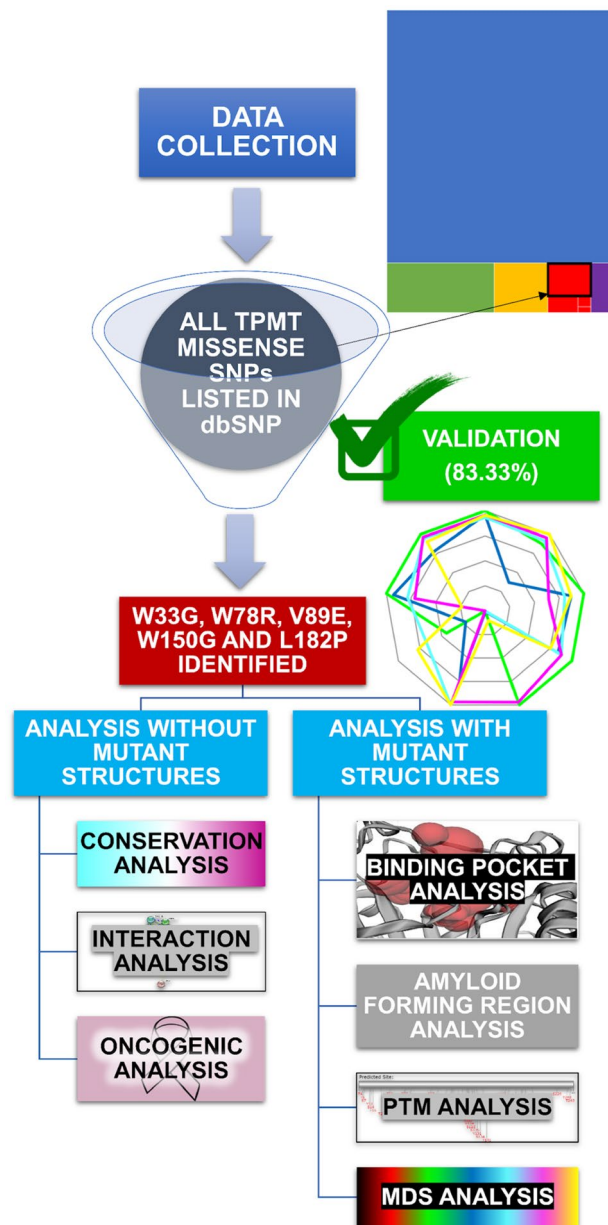 DATA
COLLECTION
ALL TPMT
MISSENSE
SNPs
LISTED IN
dbSNP
VALIDATION
(83.33%)
W33G, W78R, V89E,
W150G AND L182P
IDENTIFIED
ANALYSIS WITHOUT
MUTANT
STRUCTURES
ANALYSIS WITH
MUTANT
STRUCTURES
CONSERVATION
ANALYSIS
INTERACTION
ANALYSIS
ONCOGENIC
ANALYSIS
BINDING POCKET
ANALYSIS
AMYLOID
FORMING REGION
ANALYSIS
Predicted Site:
PTM ANALYSIS
MDS ANALYSIS